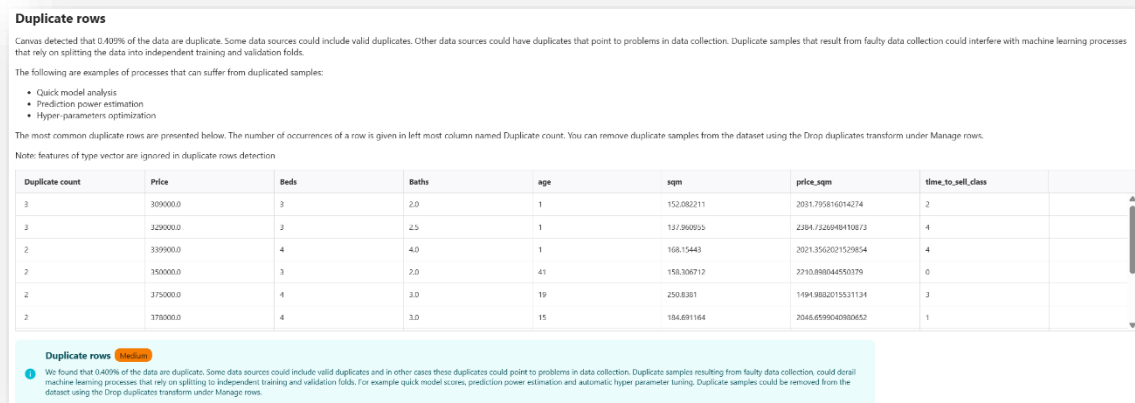 Duplicate rows
Canvas detected that 0.409% of the data are duplicate. Some data sources could include valid duplicates. Other data sources could have duplicates that point to problems in data collection. Duplicate samples that result from faulty data collection could interfere with machine learning processes
that rely on splitting the data into independent training and validation folds.
The following are examples of processes that can suffer from duplicated samples:
• Quick model analysis
• Prediction power estimation
• Hyper-parameters optimization
The most common duplicate rows are presented below. The number of occurrences of a row is given in left most column named Duplicate count. You can remove duplicate samples from the dataset using the Drop duplicates transform under Manage rows.
Note: features of type vector are ignored in duplicate rows detection
Duplicate count Price Beds Baths age sqm price_sqm time_to_sell_class
3 309000.0 3 2.0 1 152.082211 2031.795816014274 2
3 329000.0 3 2.5 1 137.960955 2384.7326948410873 4
2 339900.0 4 4.0 1 168.15443 2021.3562021529854 4
2 350000.0 3 2.0 41 158.306712 2210.898044550379 0
2 375000.0 4 3.0 19 250.8381 1494.9882015531134 3
2 378000.0 4 3.0 15 184.691164 2046.6599040980652 1
Duplicate rows Medium
We found that 0.409% of the data are duplicate. Some data sources could include valid duplicates and in other cases these duplicates could point to problems in data collection. Duplicate samples resulting from faulty data collection, could derail
machine learning processes that rely on splitting to independent training and validation folds. For example quick model scores, prediction power estimation and automatic hyper parameter tuning. Duplicate samples could be removed from the
dataset using the Drop duplicates transform under Manage rows.